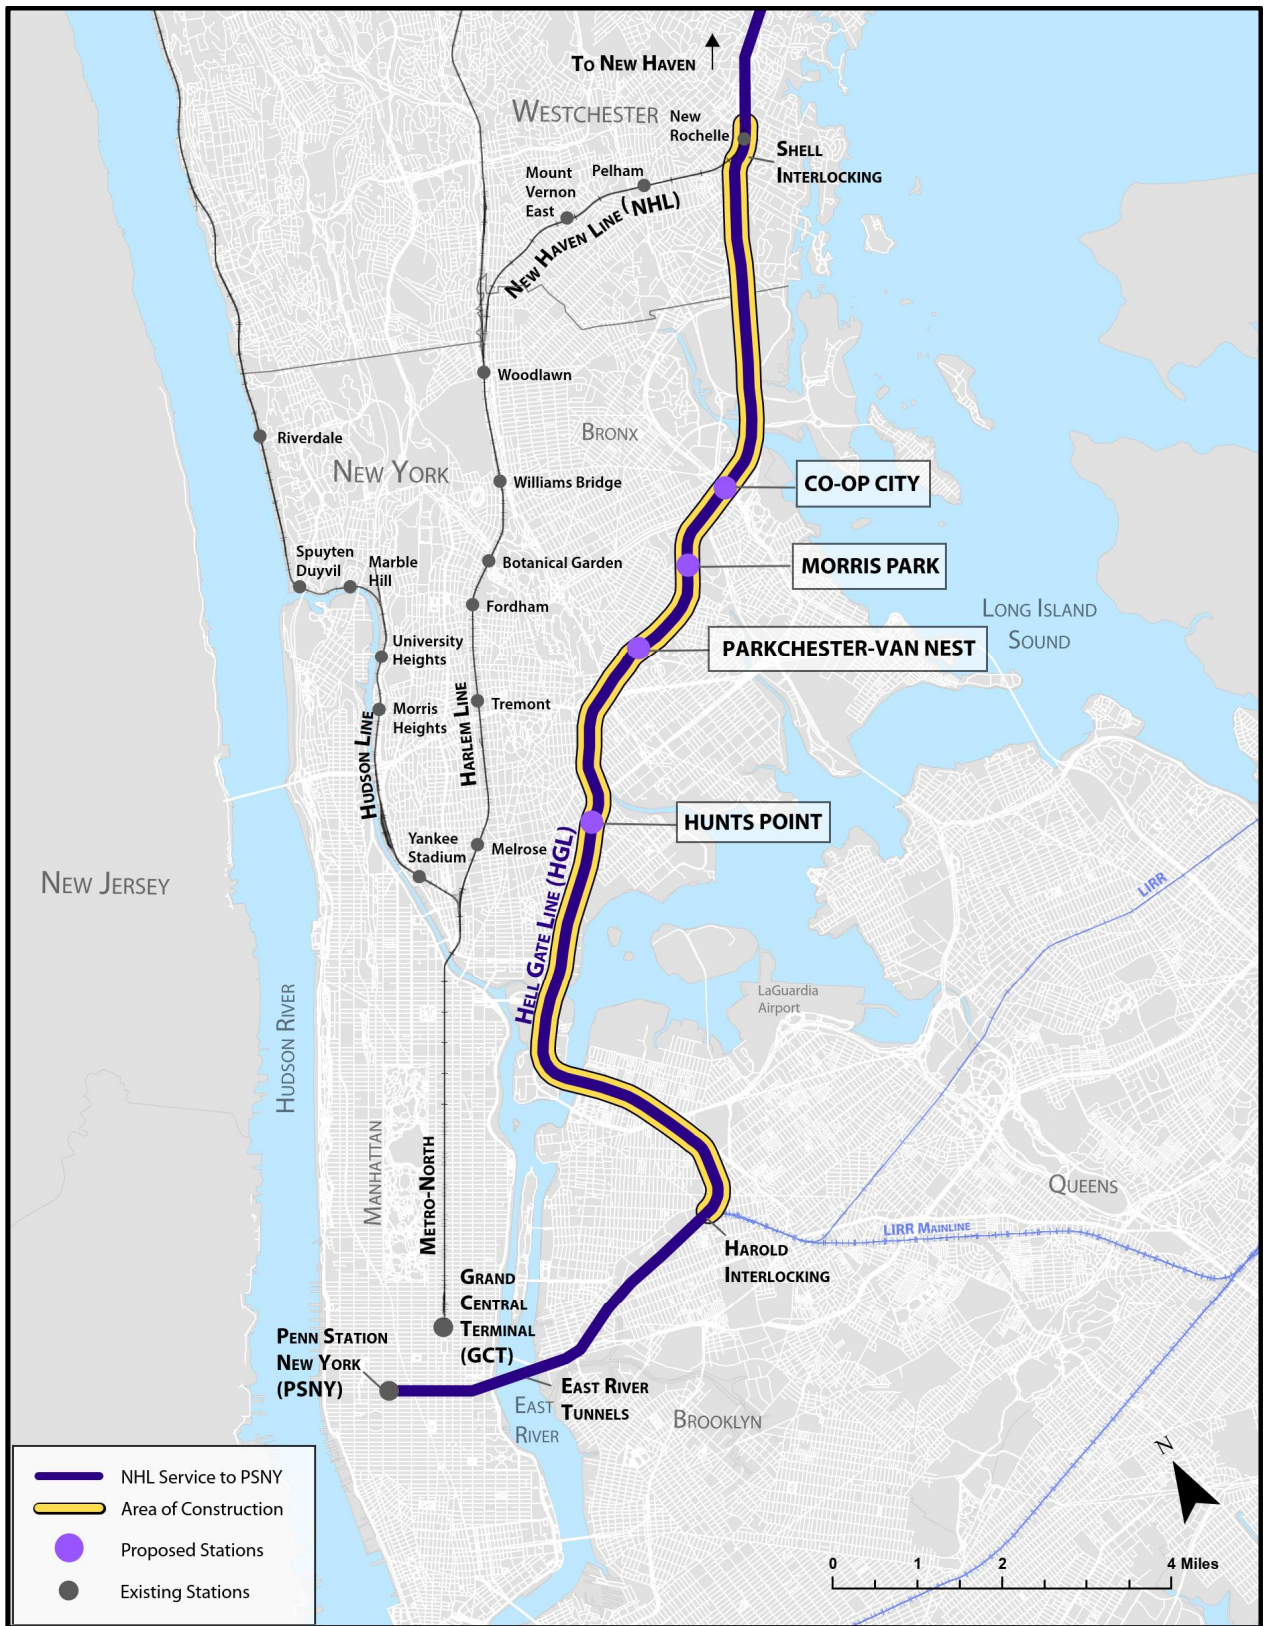 To New Haven
Westchester
New
Rochelle
Shell
Interlocking
Mount
Vernon
East
Pelham
New Haven Line (NHL)
Woodlawn
Riverdale
Bronx
New York
Williams Bridge
CO-OP CITY
Spuyten
Duyvil
Marble
Hill
Botanical Garden
MORRIS PARK
Fordham
Long Island
Sound
University
Heights
PARKCHESTER-VAN NEST
Morris
Heights
Tremont
Hudson Line
Harlem Line
HUNTS POINT
Yankee
Stadium
Melrose
Hell Gate Line (HGL)
New Jersey
LIRR
LaGuardia
Airport
Hudson River
Manhattan
Metro-North
Queens
LIRR Mainline
Harold
Interlocking
Grand
Central
Terminal
(GCT)
Penn Station
New York
(PSNY)
East River
Tunnels
East
River
Brooklyn
NHL Service to PSNY
Area of Construction
Proposed Stations
Existing Stations
N
0 1 2 4 Miles